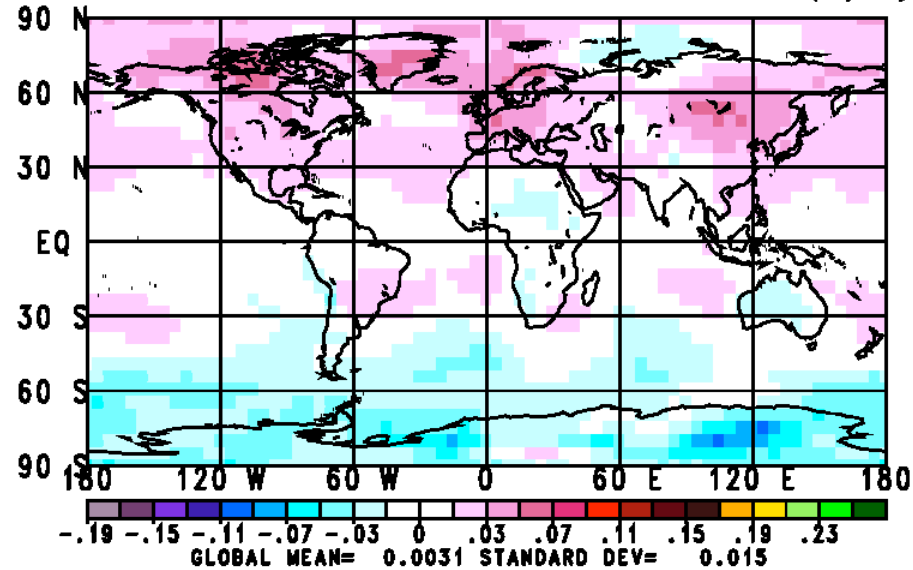 90 N
60 N
30 N
EQ
30 S
60 S
90 S
180 120 W 60 W 0 60 E 120 E 180
-.19 -.15 -.11 -.07 -.03 0 .03 .07 .11 .15 .19 .23
GLOBAL MEAN= 0.0031 STANDARD DEV= 0.015